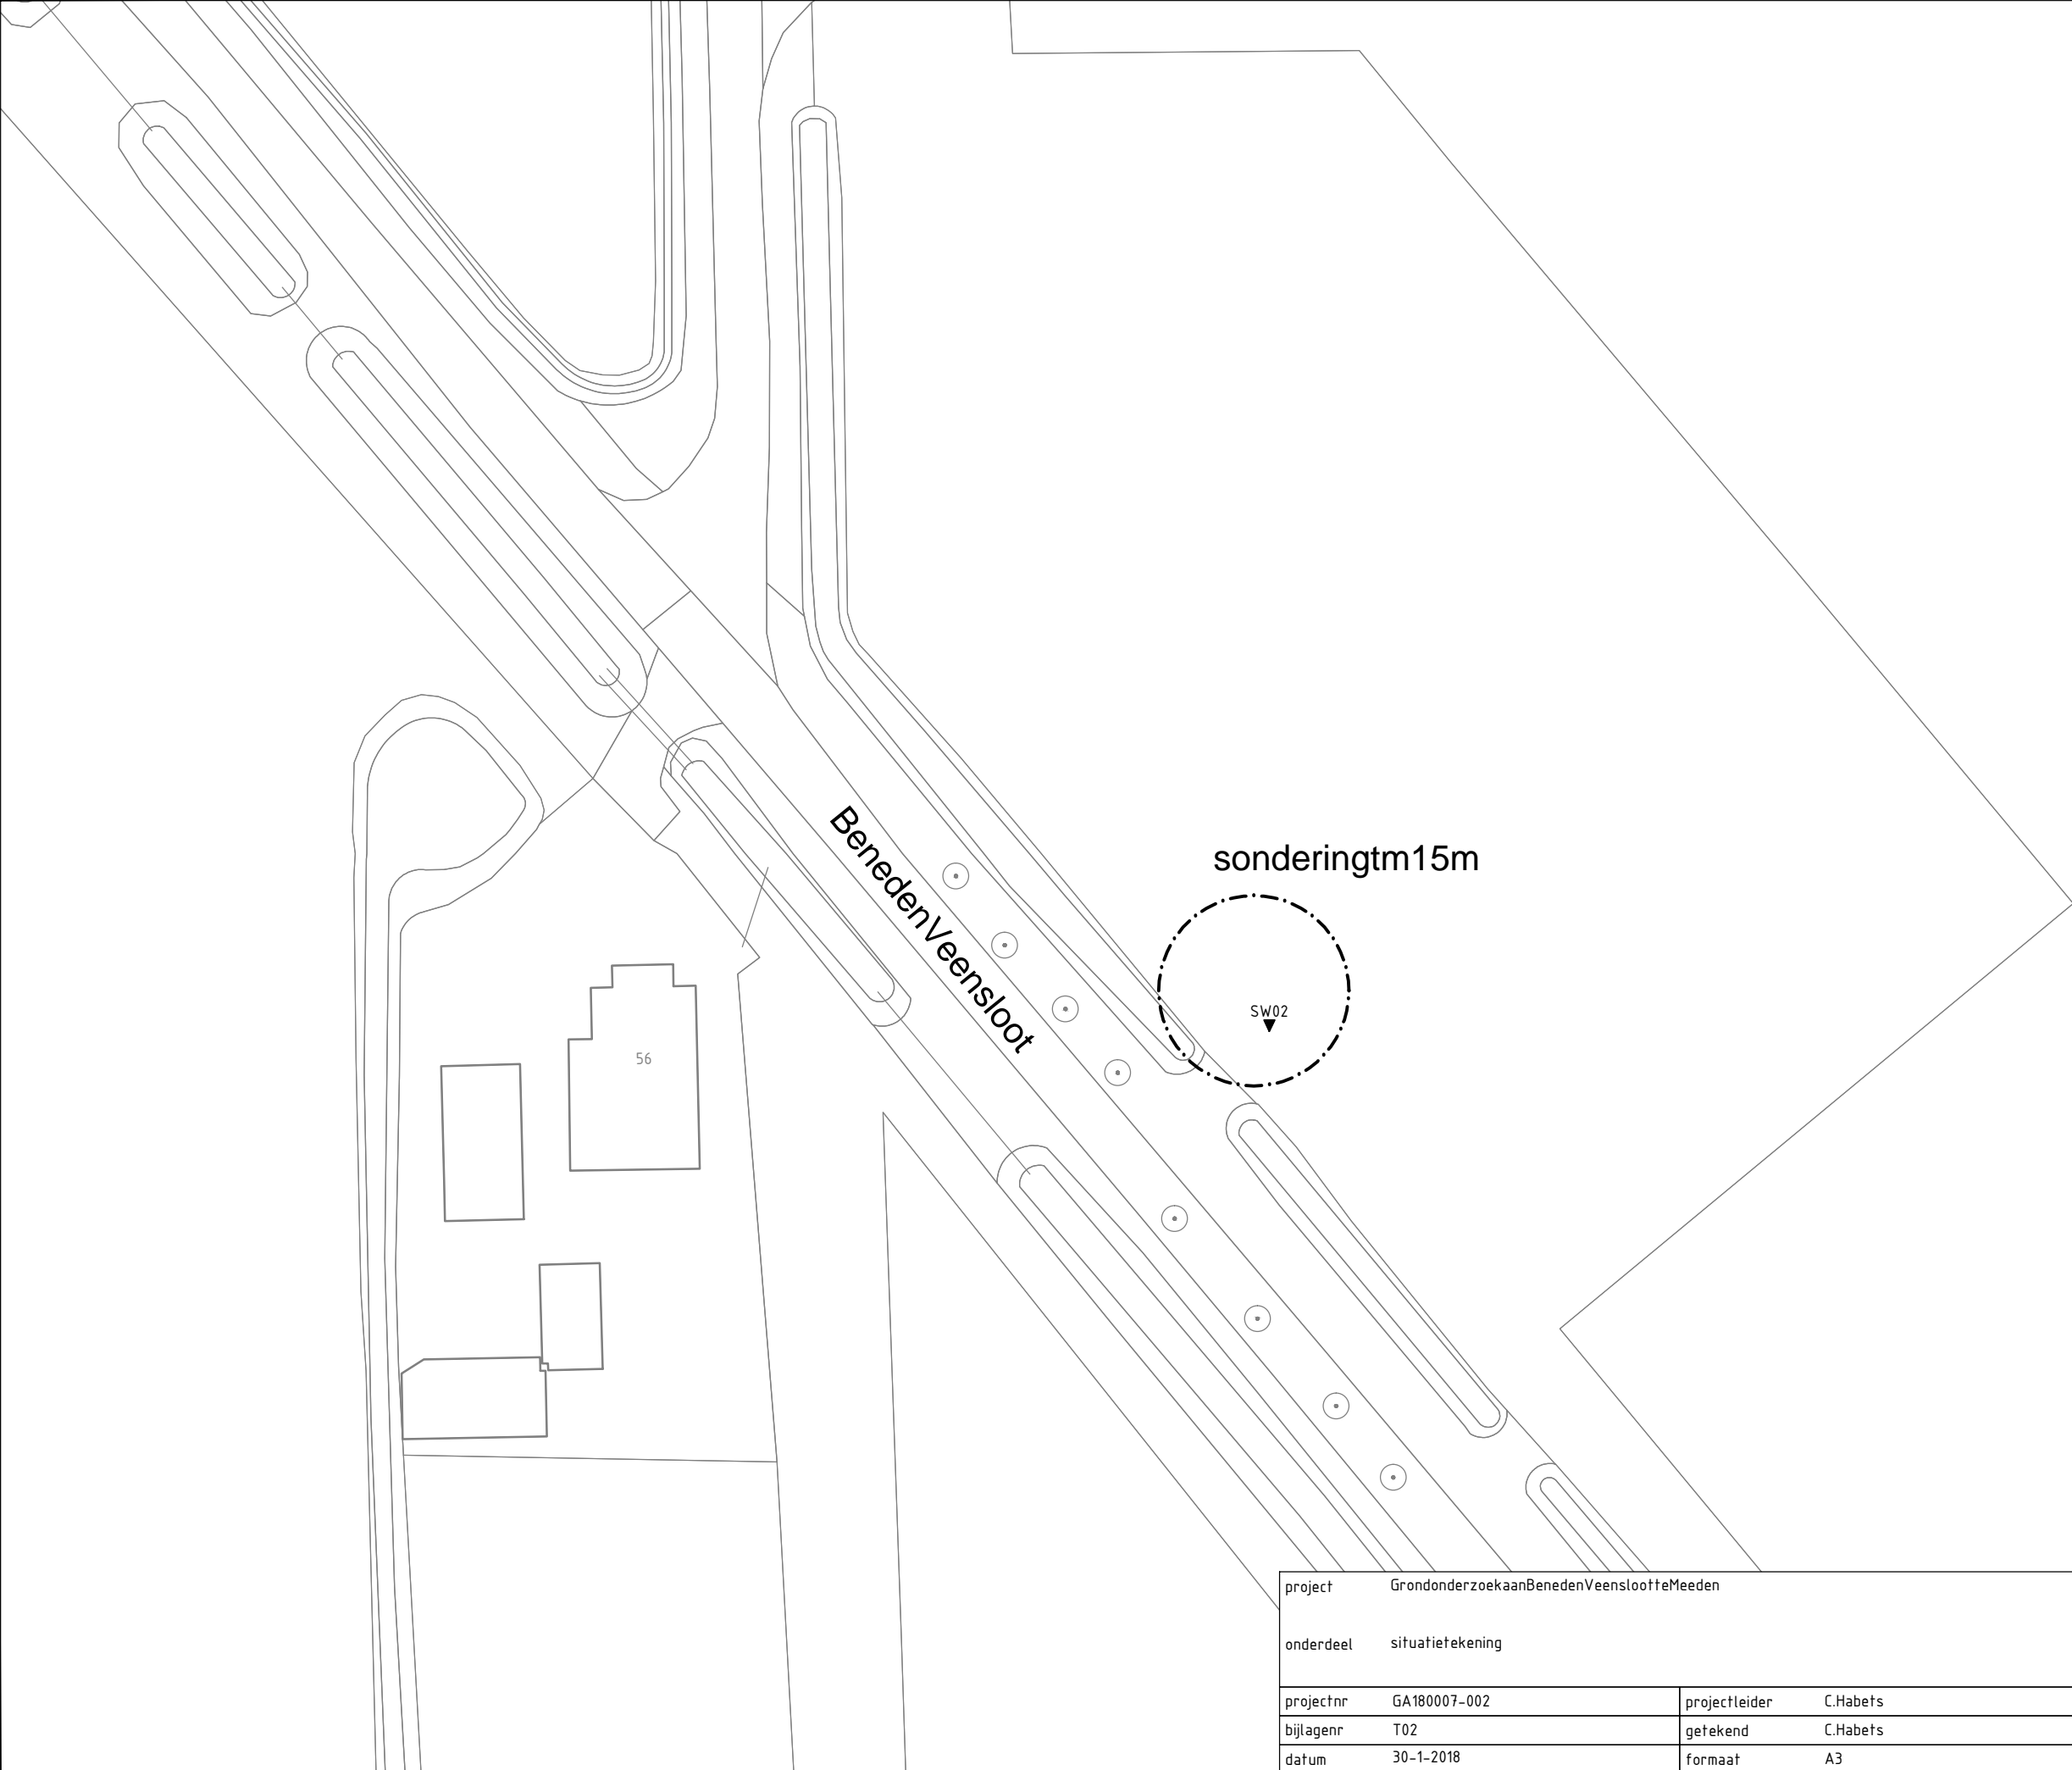 sonderingtm15m
BenedenVeensloot
SW02
56
project GrondonderzoekaanBenedenVeenslootteMeeden
onderdeel situatietekening
projectnr GA180007-002 projectleider C.Habets
bijlagenr T02 getekend C.Habets
datum 30-1-2018 formaat A3